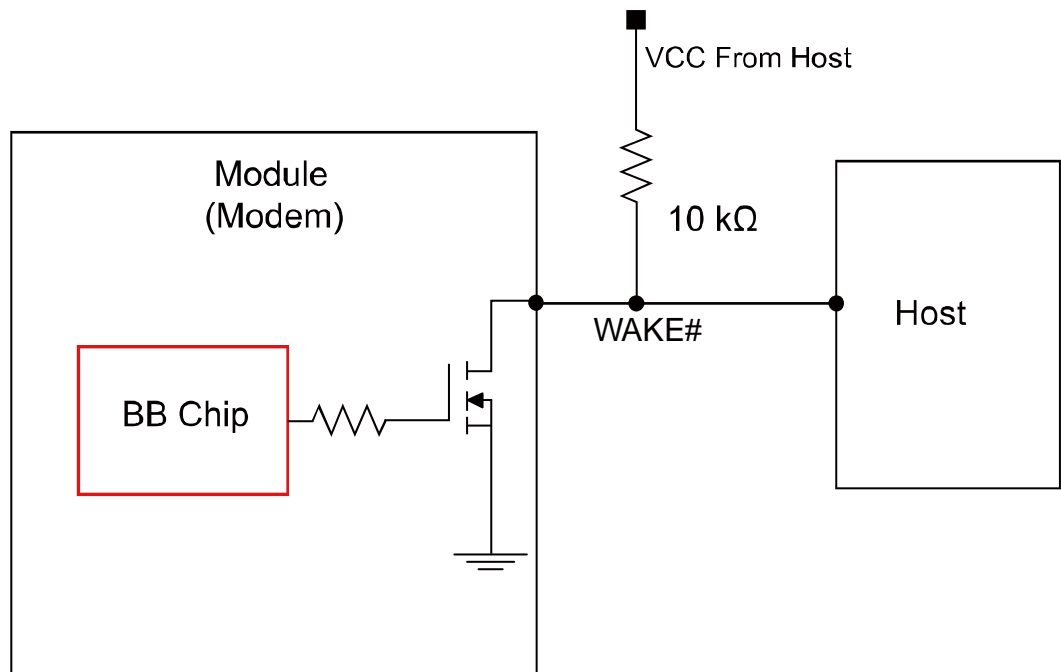 VCC From Host
Module
(Modem)
10 kΩ
Host
WAKE#
BB Chip